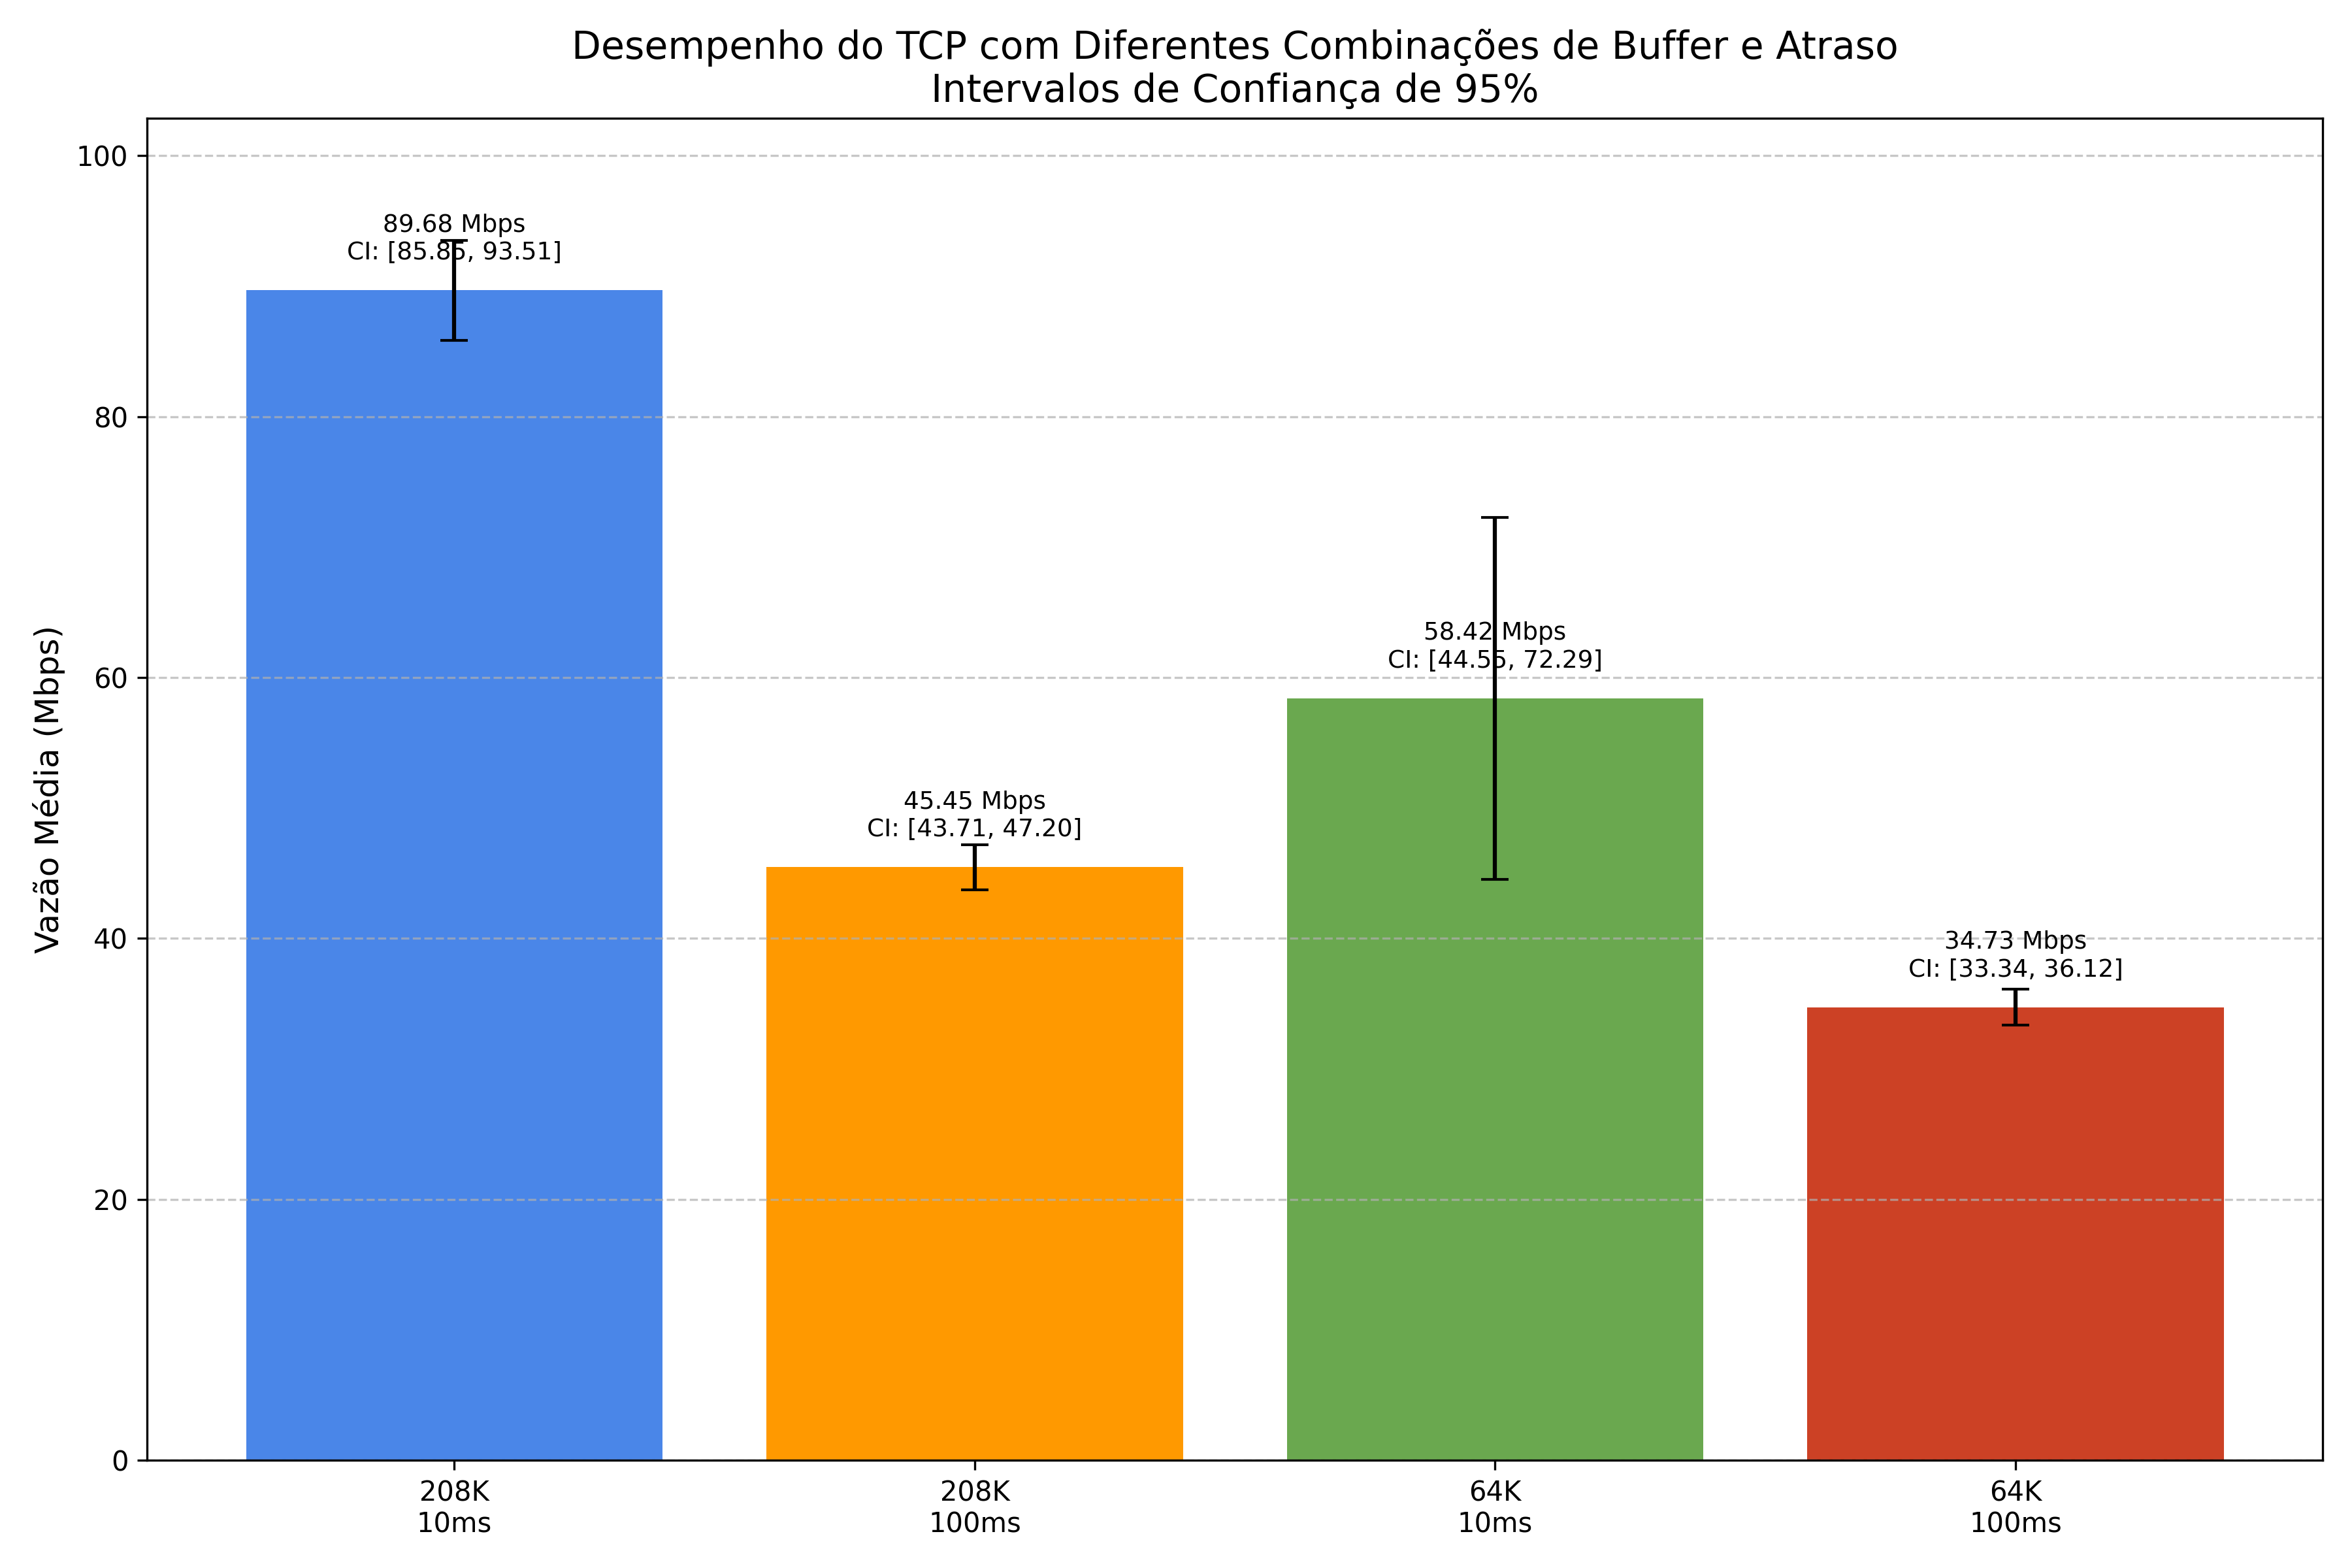 Desempenho do TCP com Diferentes Combinações de Buffer e Atraso
Intervalos de Confiança de 95%
Vazão Média (Mbps)
100
80
60
40
20
0
89.68 Mbps
CI: [85.85, 93.51]
45.45 Mbps
CI: [43.71, 47.20]
58.42 Mbps
CI: [44.55, 72.29]
34.73 Mbps
CI: [33.34, 36.12]
208K
10ms
208K
100ms
64K
10ms
64K
100ms